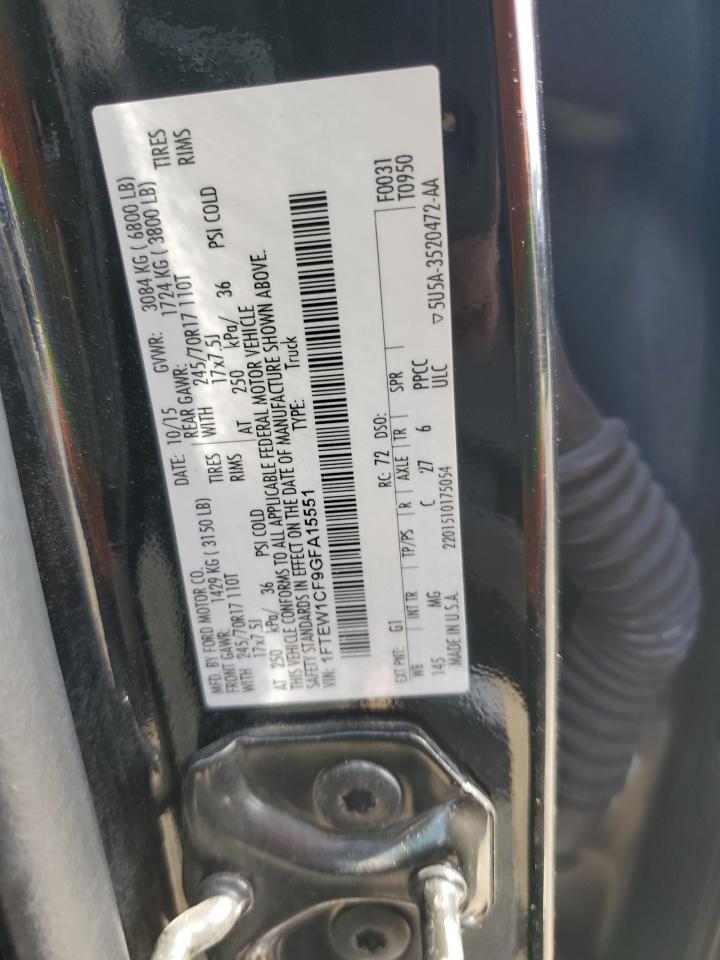 MFD. BY FORD MOTOR CO. DATE: 10/15 GVWR: 3084 KG ( 6800 LB)
FRONT GAWR: 1429 KG ( 3150 LB) REAR GAWR: 1724 KG ( 3800 LB)
WITH 245/70R17 110T TIRES WITH 245/70R17 110T TIRES
17x7.5J RIMS 17x7.5J RIMS
AT 250 kPa/ 36 PSI COLD AT 250 kPa/ 36 PSI COLD
THIS VEHICLE CONFORMS TO ALL APPLICABLE FEDERAL MOTOR VEHICLE
SAFETY STANDARDS IN EFFECT ON THE DATE OF MANUFACTURE SHOWN ABOVE.
VIN: 1FTEW1CF9GFA15551 TYPE: Truck
F0031
EXT PNT: G1 RC: 72 DSO: T0950
WB INT TR TP/PS R AXLE TR SPR
145 MG C '27 6 PPCC
ULC
MADE IN U.S.A. 2201510175054 ▽5U5A-3520472-AA